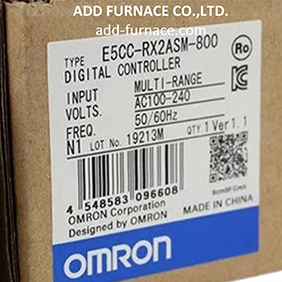 ADD FURNACE CO.,LTD.
add-furnace.com
TYPE E5CC-RX2ASM-800
DIGITAL CONTROLLER
INPUT MULTI-RANGE
VOLTS. AC100-240
FREQ. 50/60Hz
N1 LOT No. 19213M QTY.1 Ver1.1
4 548583 096608
OMRON Corporation
Designed by OMRON
MADE IN CHINA
OMRON
Ro